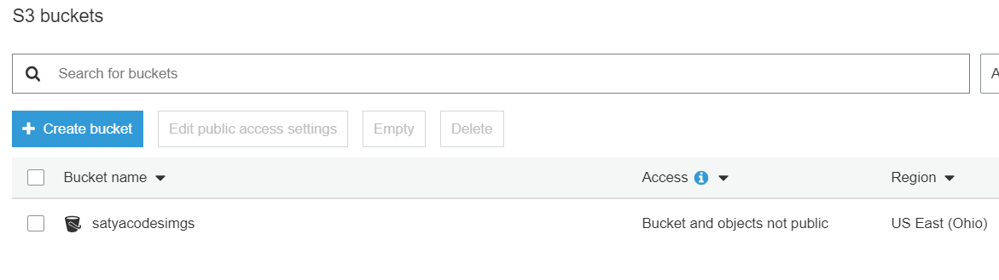 S3 buckets
Search for buckets
A
Create bucket Edit public access settings Empty Delete
Bucket name Access Region
satyacodesimgs Bucket and objects not public US East (Ohio)